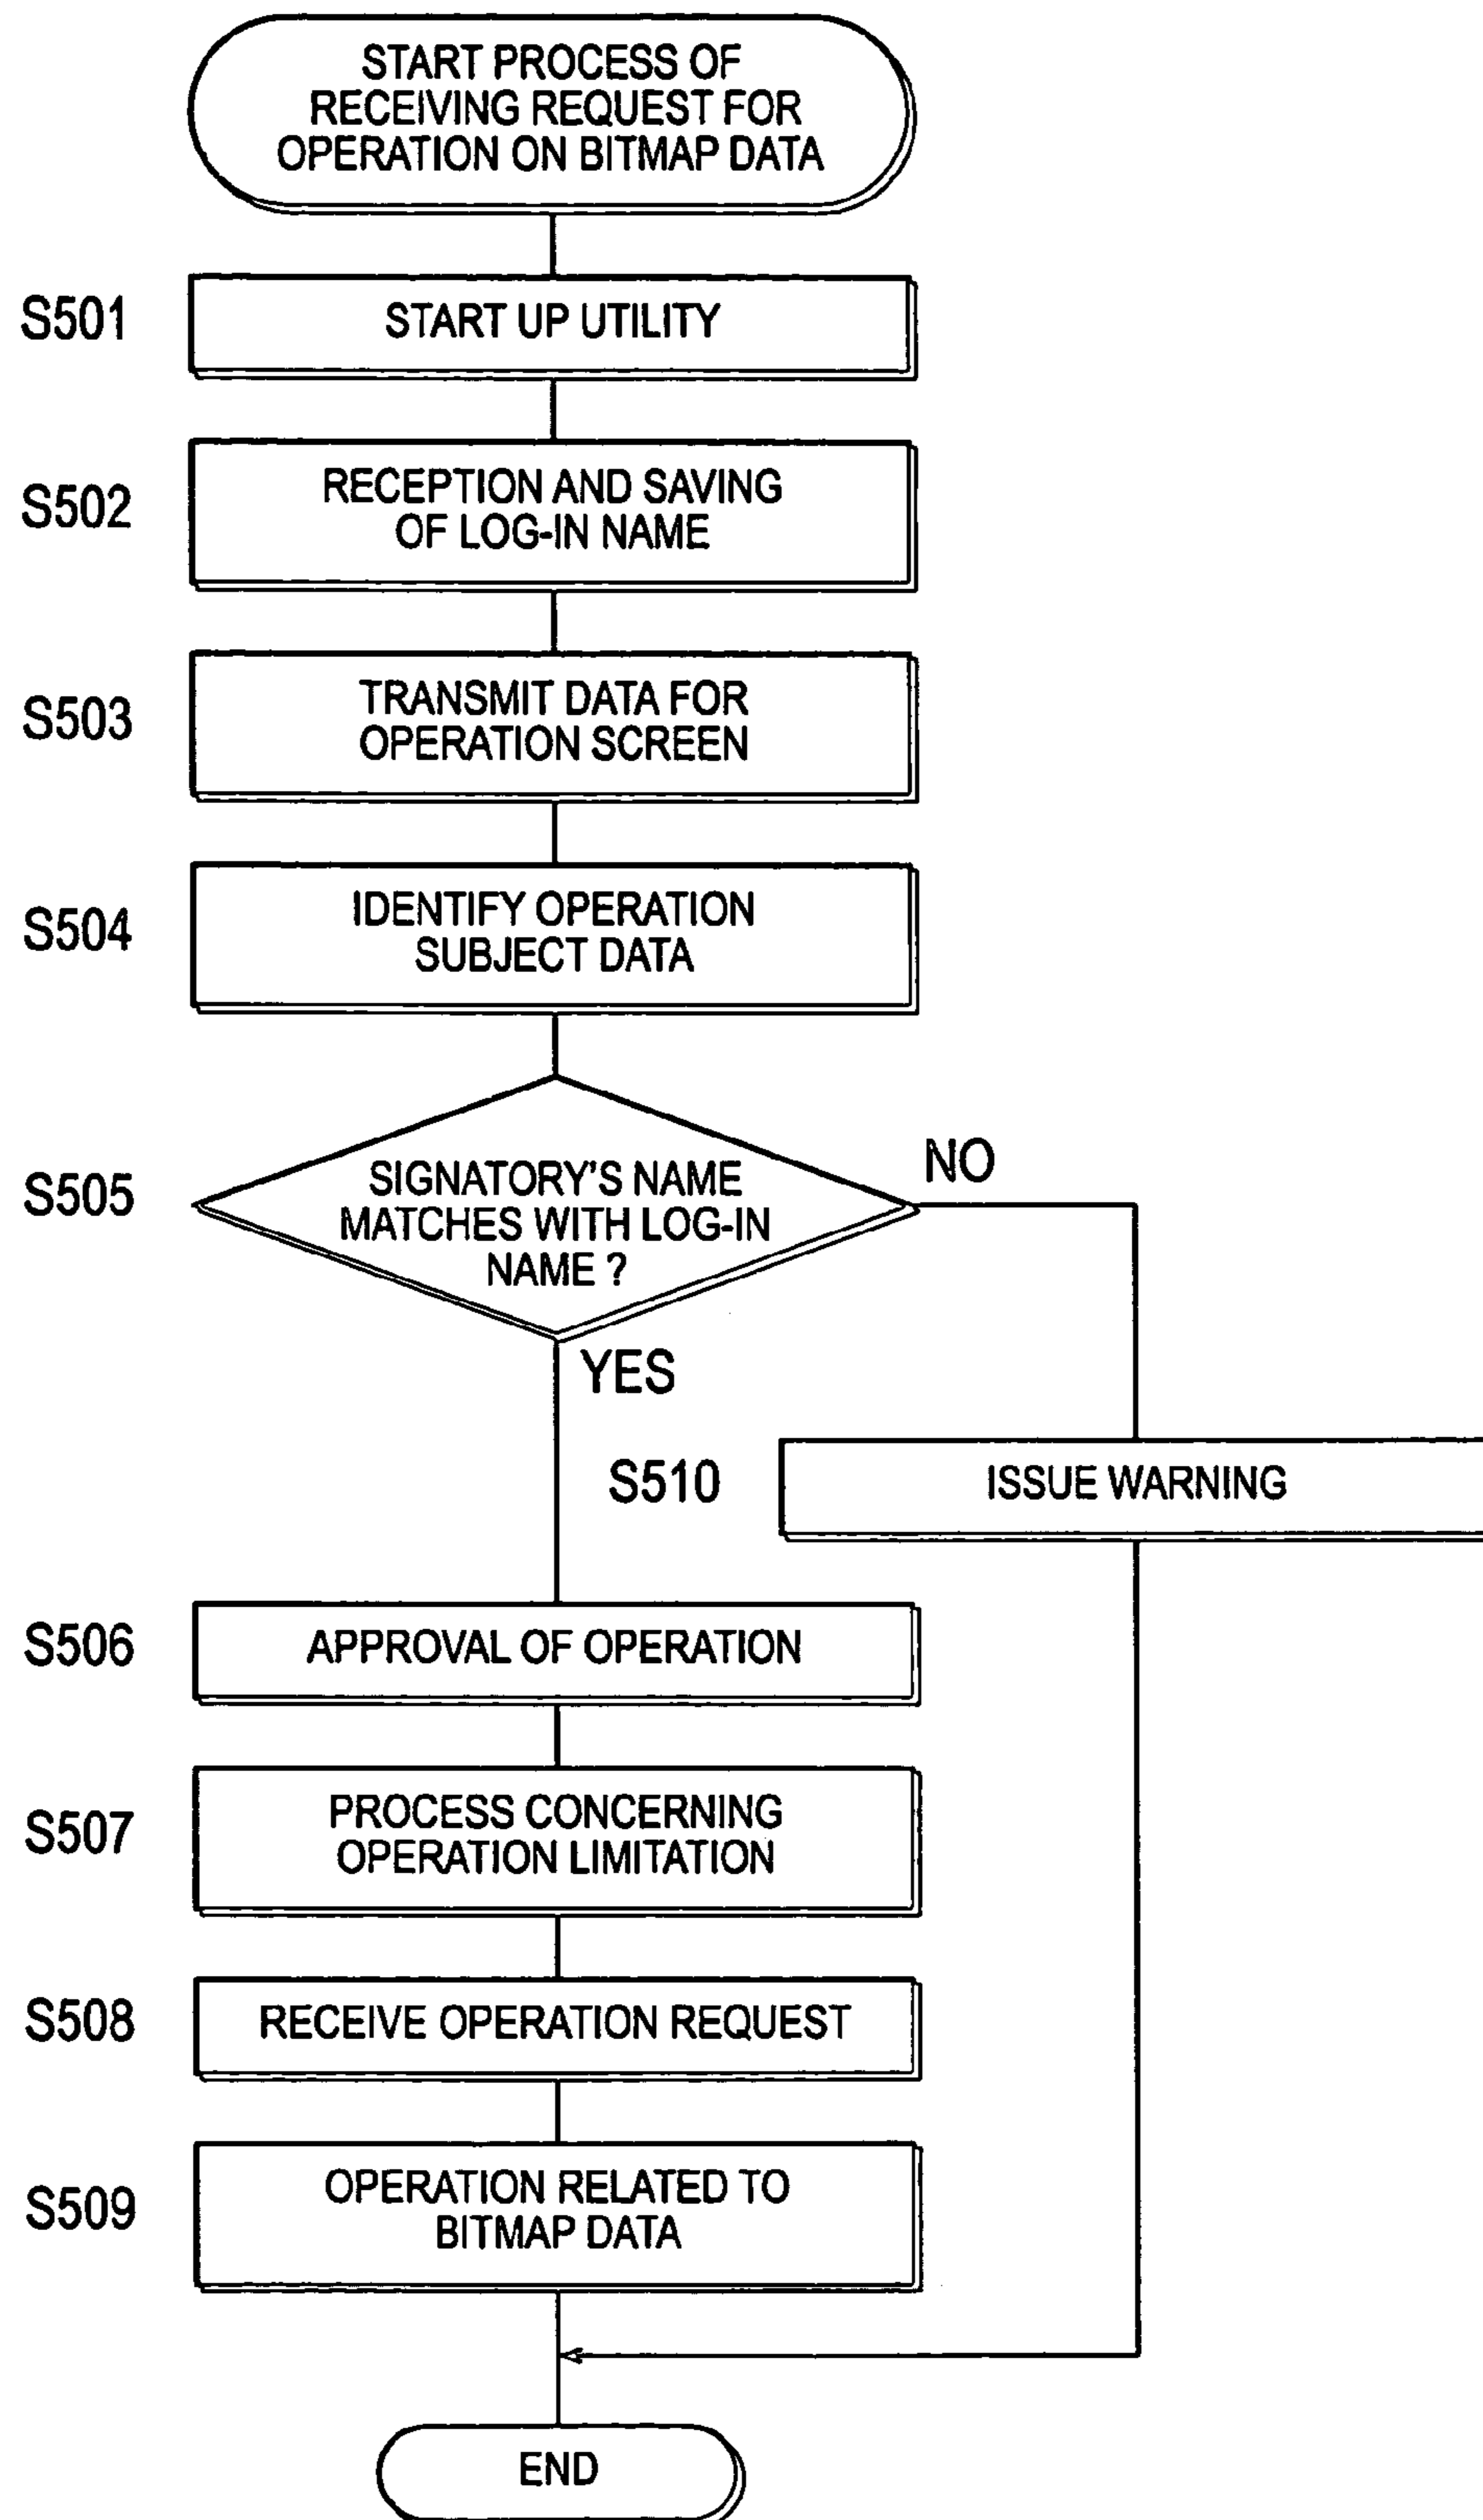 START PROCESS OF
RECEIVING REQUEST FOR
OPERATION ON BITMAP DATA
S501
START UP UTILITY
S502
RECEPTION AND SAVING
OF LOG-IN NAME
S503
TRANSMIT DATA FOR
OPERATION SCREEN
S504
IDENTIFY OPERATION
SUBJECT DATA
S505
SIGNATORY'S NAME
MATCHES WITH LOG-IN
NAME ?
NO
YES
S510
ISSUE WARNING
S506
APPROVAL OF OPERATION
S507
PROCESS CONCERNING
OPERATION LIMITATION
S508
RECEIVE OPERATION REQUEST
S509
OPERATION RELATED TO
BITMAP DATA
END